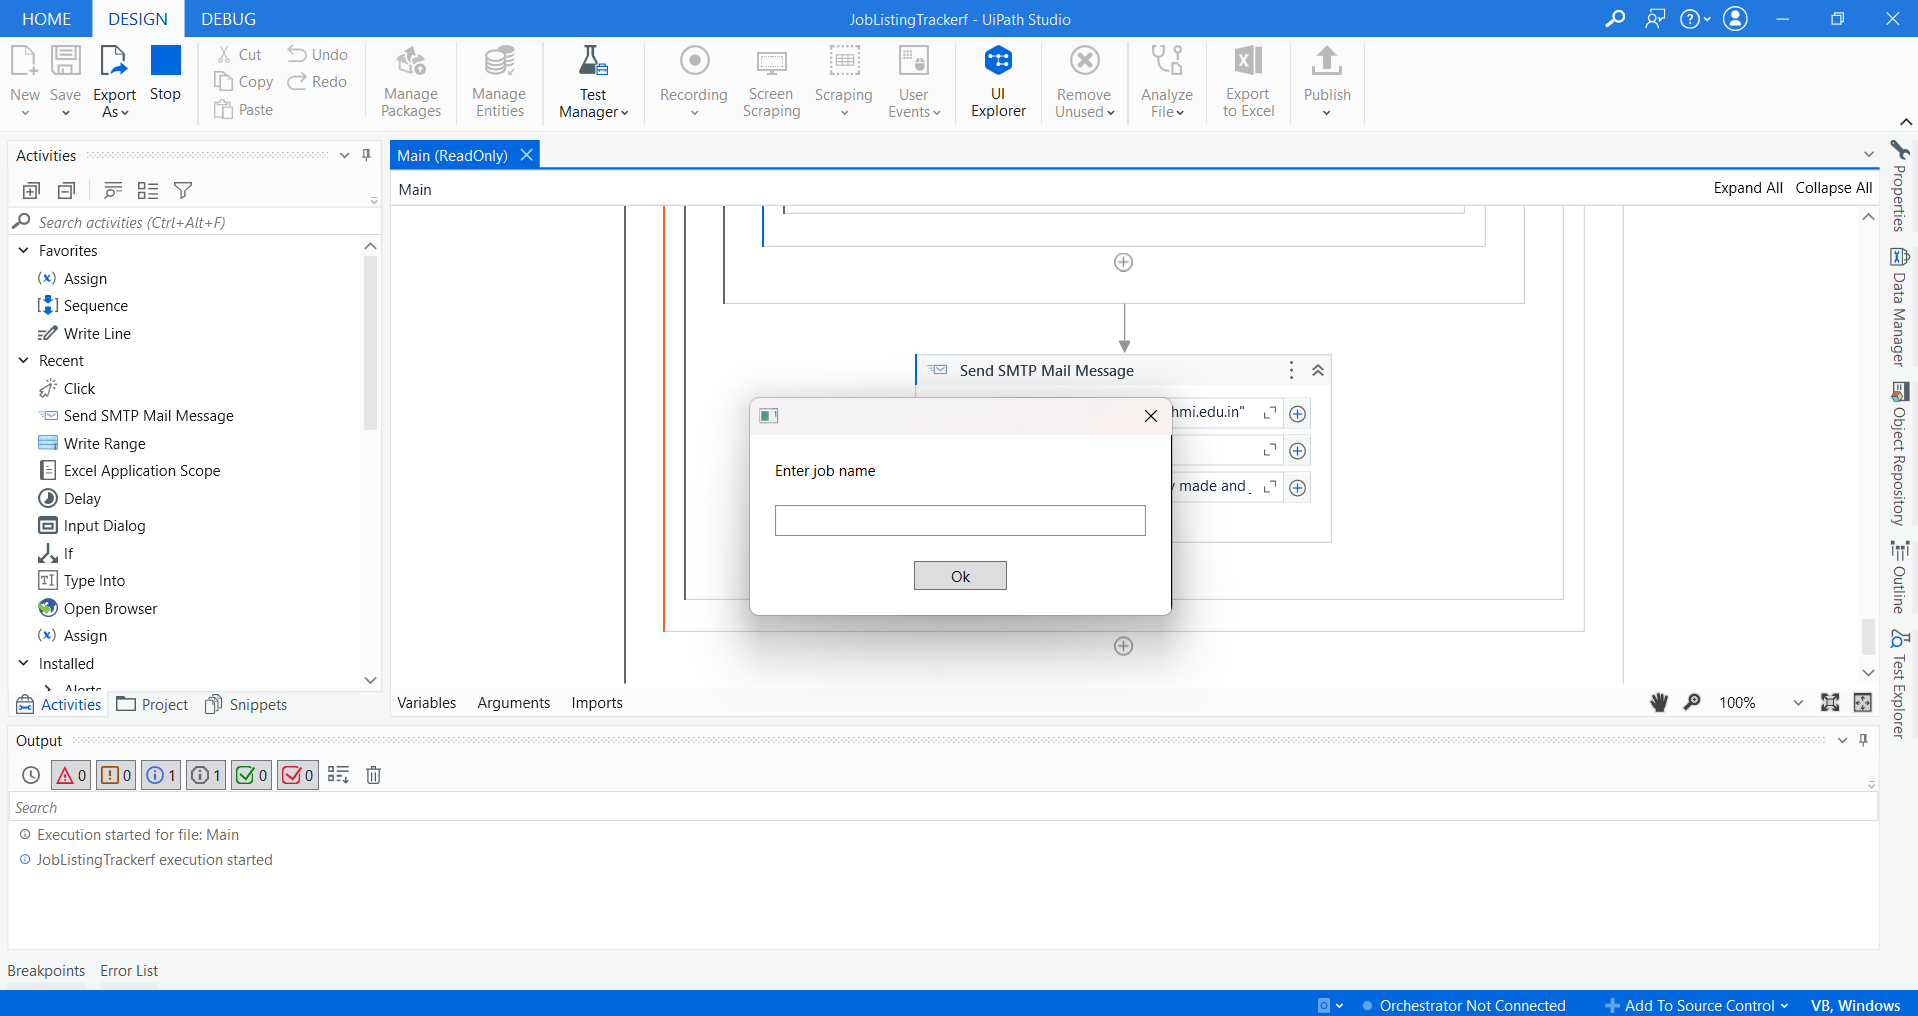 HOME DESIGN DEBUG
JobListingTrackerf - UiPath Studio
New Save Export As Stop
Cut Undo
Copy Redo
Paste
Manage Packages
Manage Entities
Test Manager
Recording
Screen Scraping
Scraping
User Events
UI Explorer
Remove Unused
Analyze File
Export to Excel
Publish
Activities
Search activities (Ctrl+Alt+F)
Favorites
Assign
Sequence
Write Line
Recent
Click
Send SMTP Mail Message
Write Range
Excel Application Scope
Delay
Input Dialog
If
Type Into
Open Browser
Assign
Installed
Alerts
Activities Project Snippets
Main (ReadOnly)
Main
Expand All Collapse All
Send SMTP Mail Message
hmi.edu.in"
made and
Enter job name
Ok
Variables Arguments Imports
100%
Properties
Data Manager
Object Repository
Outline
Test Explorer
Output
0 0 1 1 0 0
Search
Execution started for file: Main
JobListingTrackerf execution started
Breakpoints Error List
Orchestrator Not Connected Add To Source Control VB, Windows